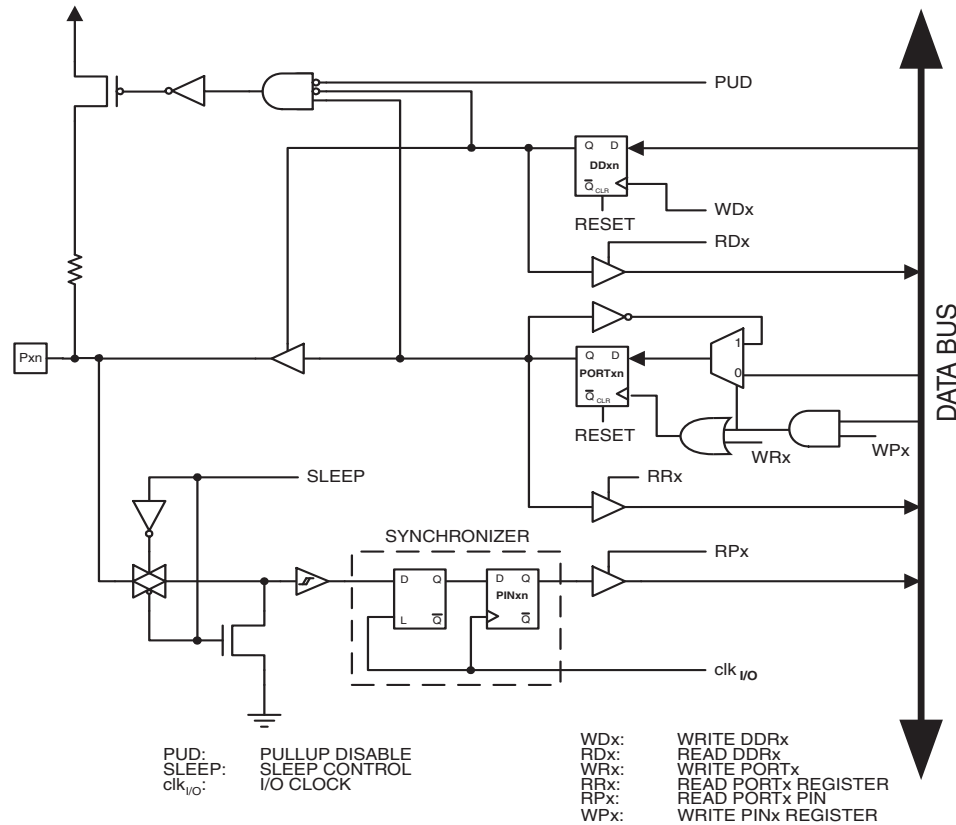 PUD
Q D
DDxn
Q CLR
WDx
RESET
RDx
1
Pxn
Q D
0
PORTxn
Q CLR
RESET
WRx
WPx
DATA BUS
SLEEP
RRx
SYNCHRONIZER
RPx
D Q
D Q
PINxn
L Q
Q
clk I/O
PUD: PULLUP DISABLE
SLEEP: SLEEP CONTROL
clkI/O: I/O CLOCK
WDx: WRITE DDRx
RDx: READ DDRx
WRx: WRITE PORTx
RRx: READ PORTx REGISTER
RPx: READ PORTx PIN
WPx: WRITE PINx REGISTER